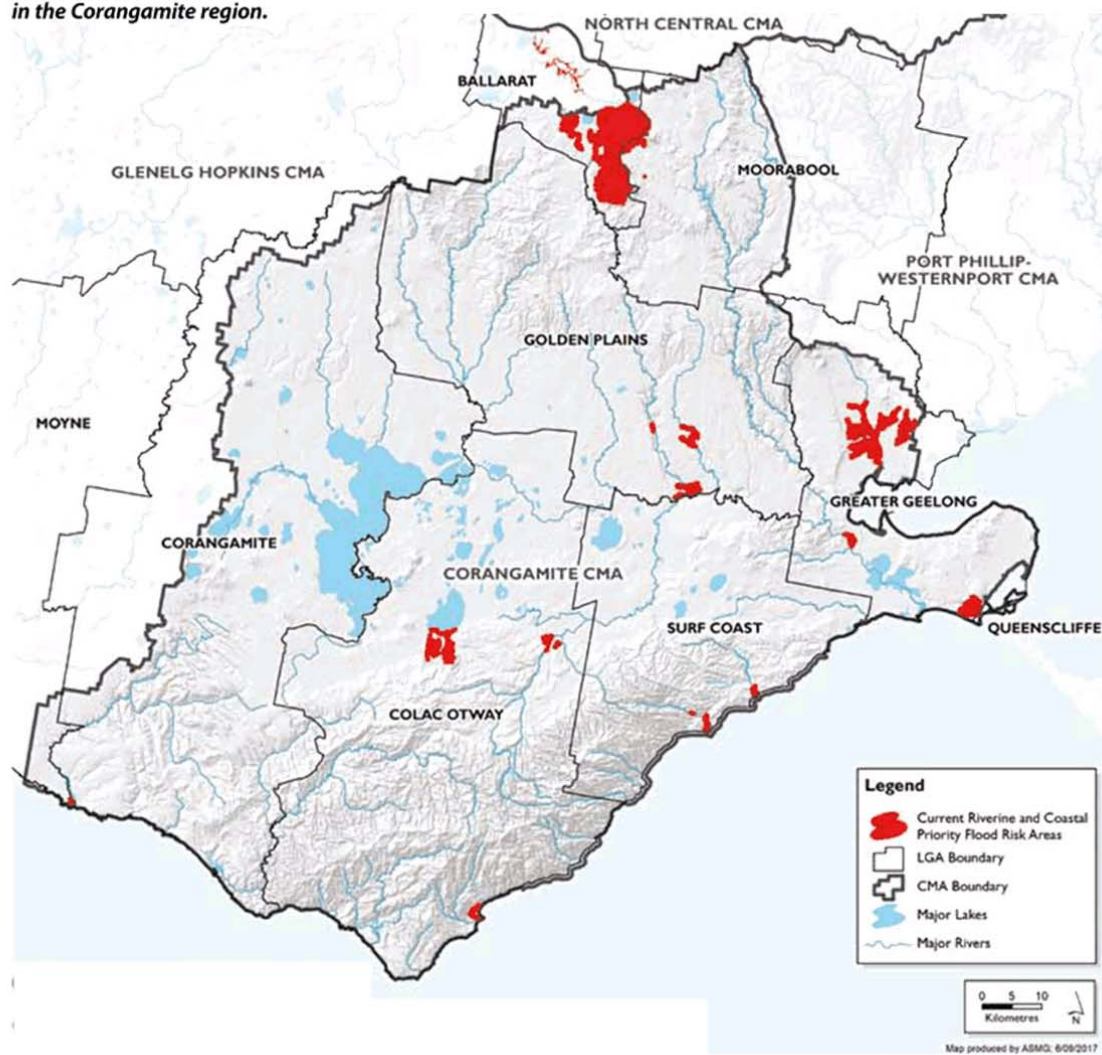 in the Corangamite region.
NORTH CENTRAL CMA
BALLARAT
GLENELG HOPKINS CMA
MOORABOOL
PORT PHILLIP-
WESTERNPORT CMA
GOLDEN PLAINS
MOYNE
GREATER GEELONG
CORANGAMITE
CORANGAMITE CMA
SURF COAST
QUEENSCLIFFE
COLAC OTWAY
Legend
Current Riverine and Coastal
Priority Flood Risk Areas
LGA Boundary
CMA Boundary
Major Lakes
Major Rivers
0 5 10
Kilometres
N
Map produced by ASMG: 6/09/2017